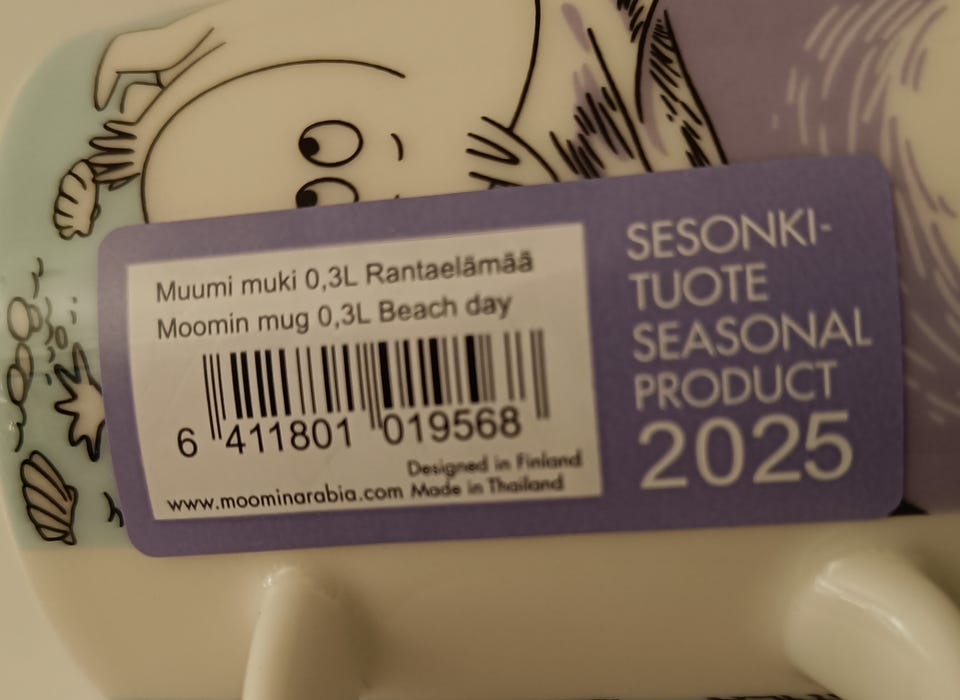 Muumi muki 0,3L Rantaelämää
Moomin mug 0,3L Beach day
6 411801 019568
Designed in Finland
www.moominarabia.com Made in Thailand
SESONKI-
TUOTE
SEASONAL
PRODUCT
2025